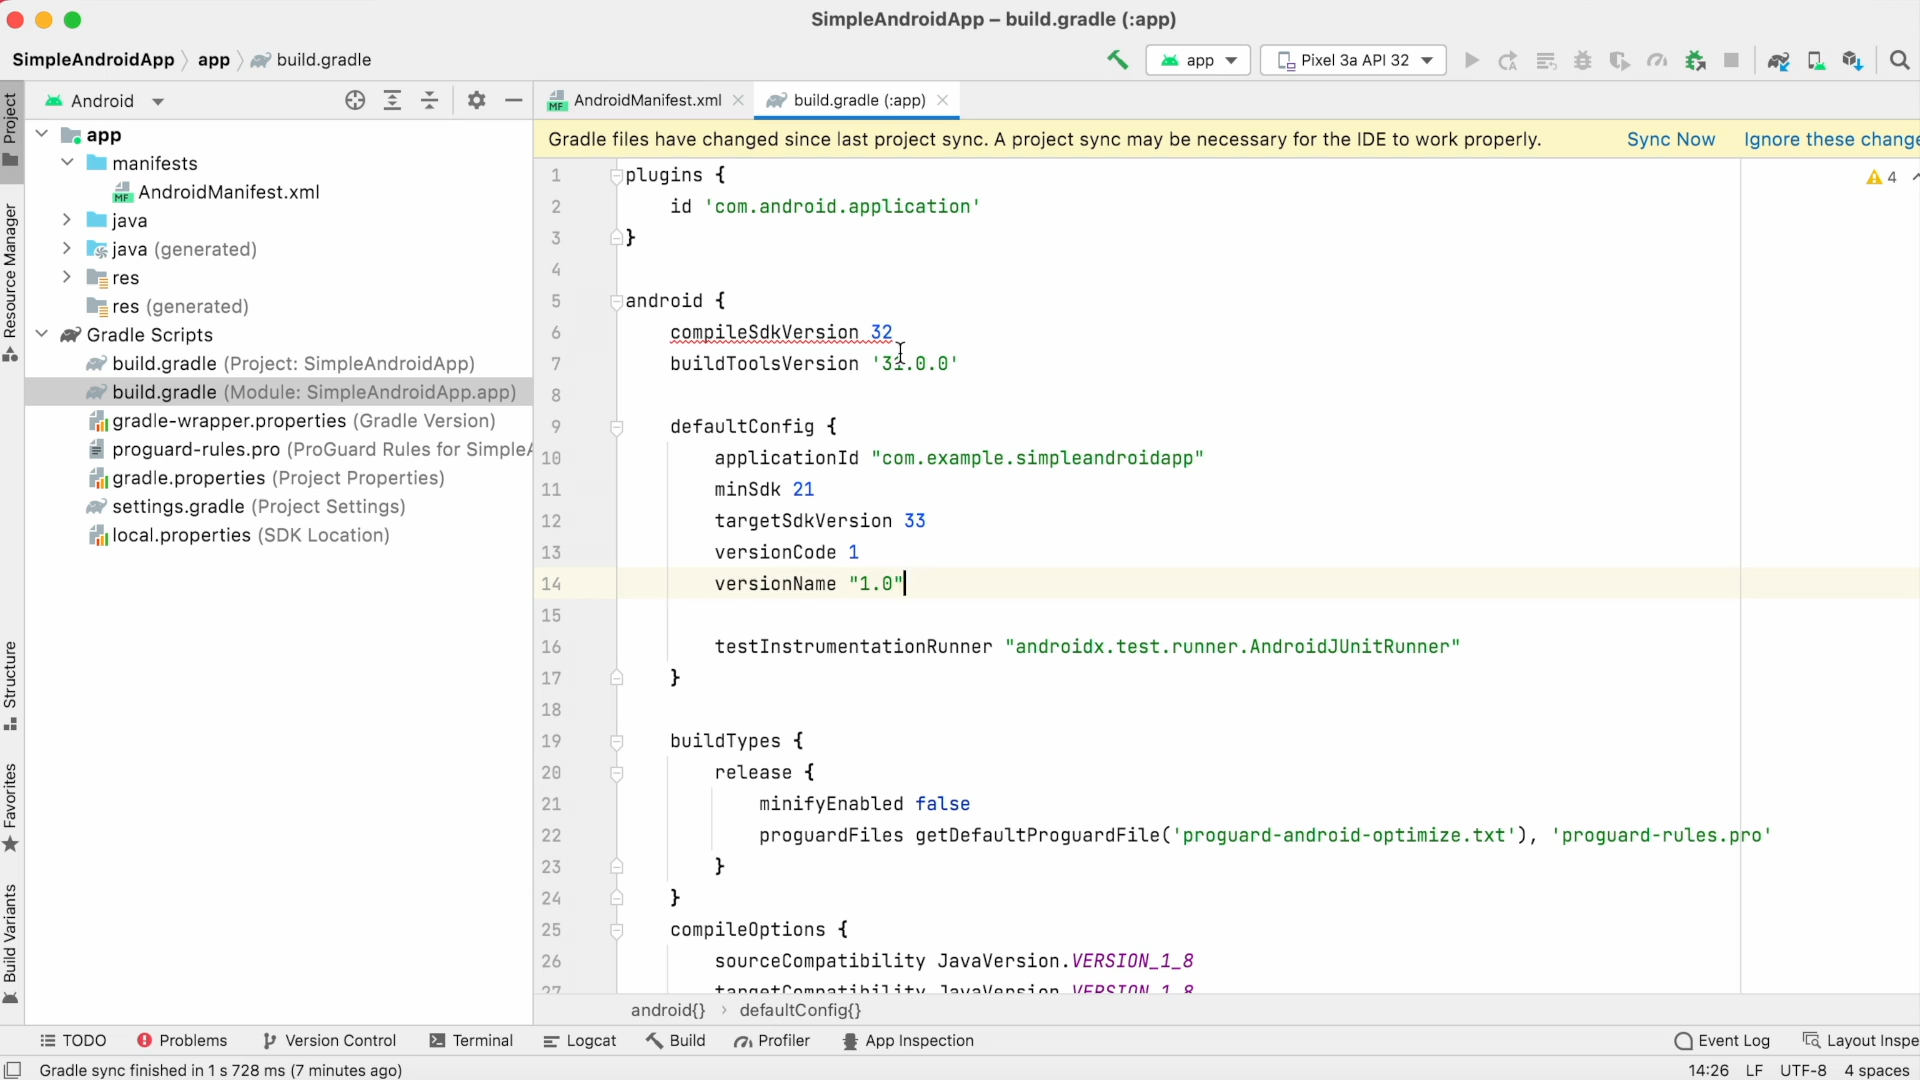 SimpleAndroidApp – build.gradle (:app)
SimpleAndroidApp app build.gradle
app Pixel 3a API 32
Project
Resource Manager
Structure
Favorites
Build Variants
Android
app
manifests
MF AndroidManifest.xml
java
java (generated)
res
res (generated)
Gradle Scripts
build.gradle (Project: SimpleAndroidApp)
build.gradle (Module: SimpleAndroidApp.app)
gradle-wrapper.properties (Gradle Version)
proguard-rules.pro (ProGuard Rules for Simple
gradle.properties (Project Properties)
settings.gradle (Project Settings)
local.properties (SDK Location)
MF AndroidManifest.xml build.gradle (:app)
Gradle files have changed since last project sync. A project sync may be necessary for the IDE to work properly. Sync Now Ignore these change
4
1 plugins {
2 id 'com.android.application'
3 }
4
5 android {
6 compileSdkVersion 32
7 buildToolsVersion
8
9 defaultConfig {
10 applicationId "com.example.simpleandroidapp"
11 minSdk 21
12 targetSdkVersion 33
13 versionCode 1
14 versionName "1.0"
15
16 testInstrumentationRunner "androidx.test.runner.AndroidJUnitRunner"
17 }
18
19 buildTypes {
20 release {
21 minifyEnabled false
22 proguardFiles getDefaultProguardFile('proguard-android-optimize.txt'), 'proguard-rules.pro'
23 }
24 }
25 compileOptions {
26 sourceCompatibility JavaVersion.VERSION_1_8
27 targetCompatibility JavaVersion.VERSION_1_8
android{} › defaultConfig{}
TODO Problems Version Control Terminal Logcat Build Profiler App Inspection Event Log Layout Inspe
Gradle sync finished in 1 s 728 ms (7 minutes ago) 14:26 LF UTF-8 4 spaces